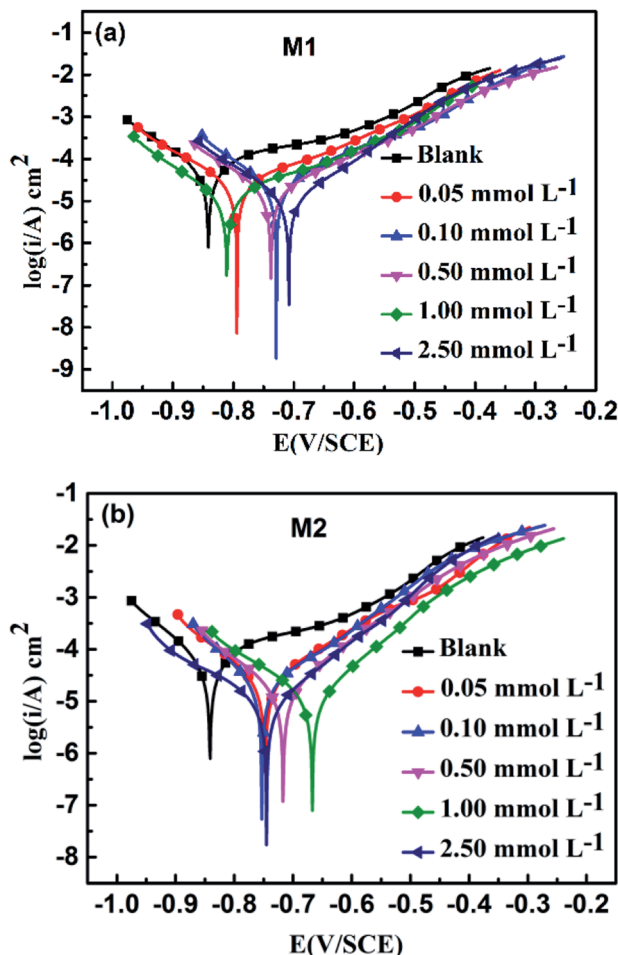 (a)
M1
-1
-2
-3
-4
-5
-6
-7
-8
-9
log(i/A) cm²
Blank
0.05 mmol L⁻¹
0.10 mmol L⁻¹
0.50 mmol L⁻¹
1.00 mmol L⁻¹
2.50 mmol L⁻¹
-1.0 -0.9 -0.8 -0.7 -0.6 -0.5 -0.4 -0.3 -0.2
E(V/SCE)
(b)
M2
-1
-2
-3
-4
-5
-6
-7
-8
log(i/A) cm²
Blank
0.05 mmol L⁻¹
0.10 mmol L⁻¹
0.50 mmol L⁻¹
1.00 mmol L⁻¹
2.50 mmol L⁻¹
-1.0 -0.9 -0.8 -0.7 -0.6 -0.5 -0.4 -0.3 -0.2
E(V/SCE)